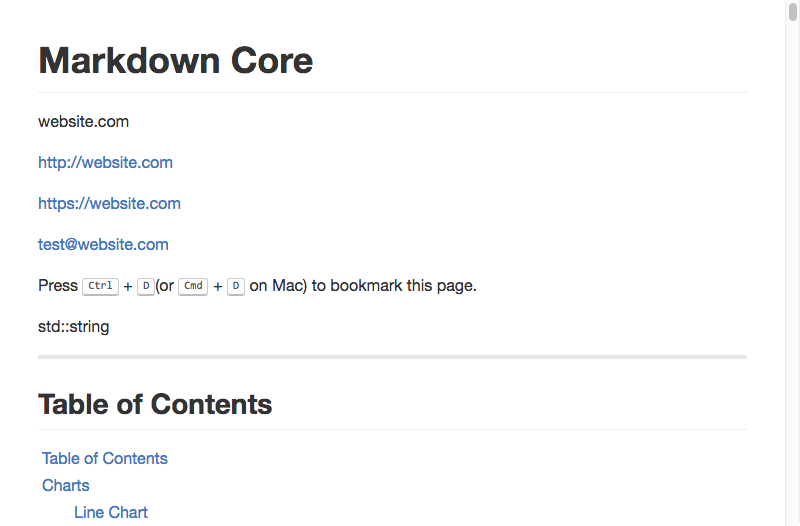 Markdown Core
website.com
http://website.com
https://website.com
test@website.com
Press Ctrl + D(or Cmd + D on Mac) to bookmark this page.
std::string
Table of Contents
Table of Contents
Charts
Line Chart